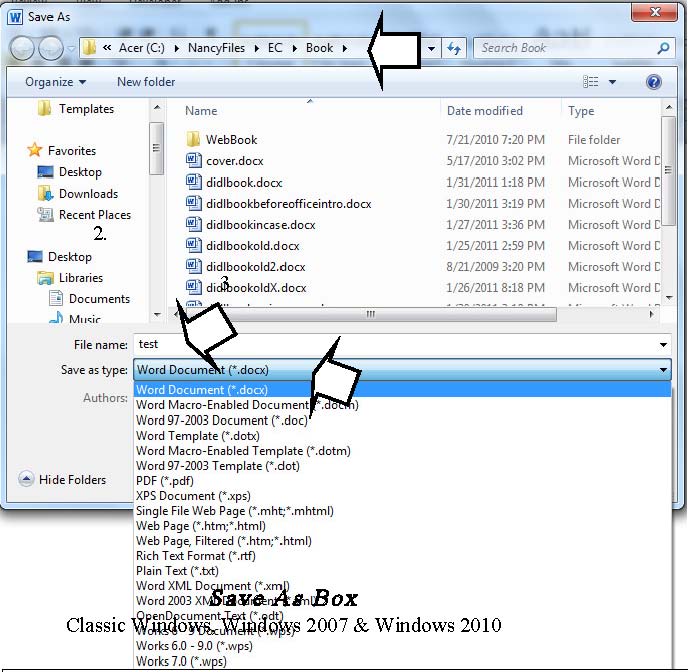 Save As
« Acer (C:) NancyFiles EC Book Search Book
Organize New folder
Templates Name Date modified Type
WebBook 7/21/2010 7:20 PM File folder
Favorites cover.docx 5/17/2010 3:02 PM Microsoft Word D
Desktop didlbook.docx 1/31/2011 1:18 PM Microsoft Word D
Downloads didlbookbeforeofficeintro.docx 1/30/2011 3:19 PM Microsoft Word D
Recent Places didlbookincase.docx 1/27/2011 3:36 PM Microsoft Word D
2. didlbookold.docx 1/25/2011 2:59 PM Microsoft Word D
Desktop didlbookold2.docx 8/21/2009 3:20 PM Microsoft Word D
Libraries 3
Documents didlbookoldX.docx 1/26/2011 8:18 PM Microsoft Word D
Music
File name: test
Save as type: Word Document (*.docx)
Authors: Word Document (*.docx)
Word Macro-Enabled Document (*.docm)
Word 97-2003 Document (*.doc)
Word Template (*.dotx)
Word Macro-Enabled Template (*.dotm)
Word 97-2003 Template (*.dot)
Hide Folders PDF (*.pdf)
XPS Document (*.xps)
Single File Web Page (*.mht;*.mhtml)
Web Page (*.htm;*.html)
Web Page, Filtered (*.htm;*.html)
Rich Text Format (*.rtf)
Plain Text (*.txt)
Word XML Document (*.xml)
Word 2003 XML Document (*.xml)
Save As Box
OpenDocument Text (*.odt)
Classic Windows, Windows 2007 & Windows 2010
Works 6 - 9 Document (*.wps)
Works 6.0 - 9.0 (*.wps)
Works 7.0 (*.wps)